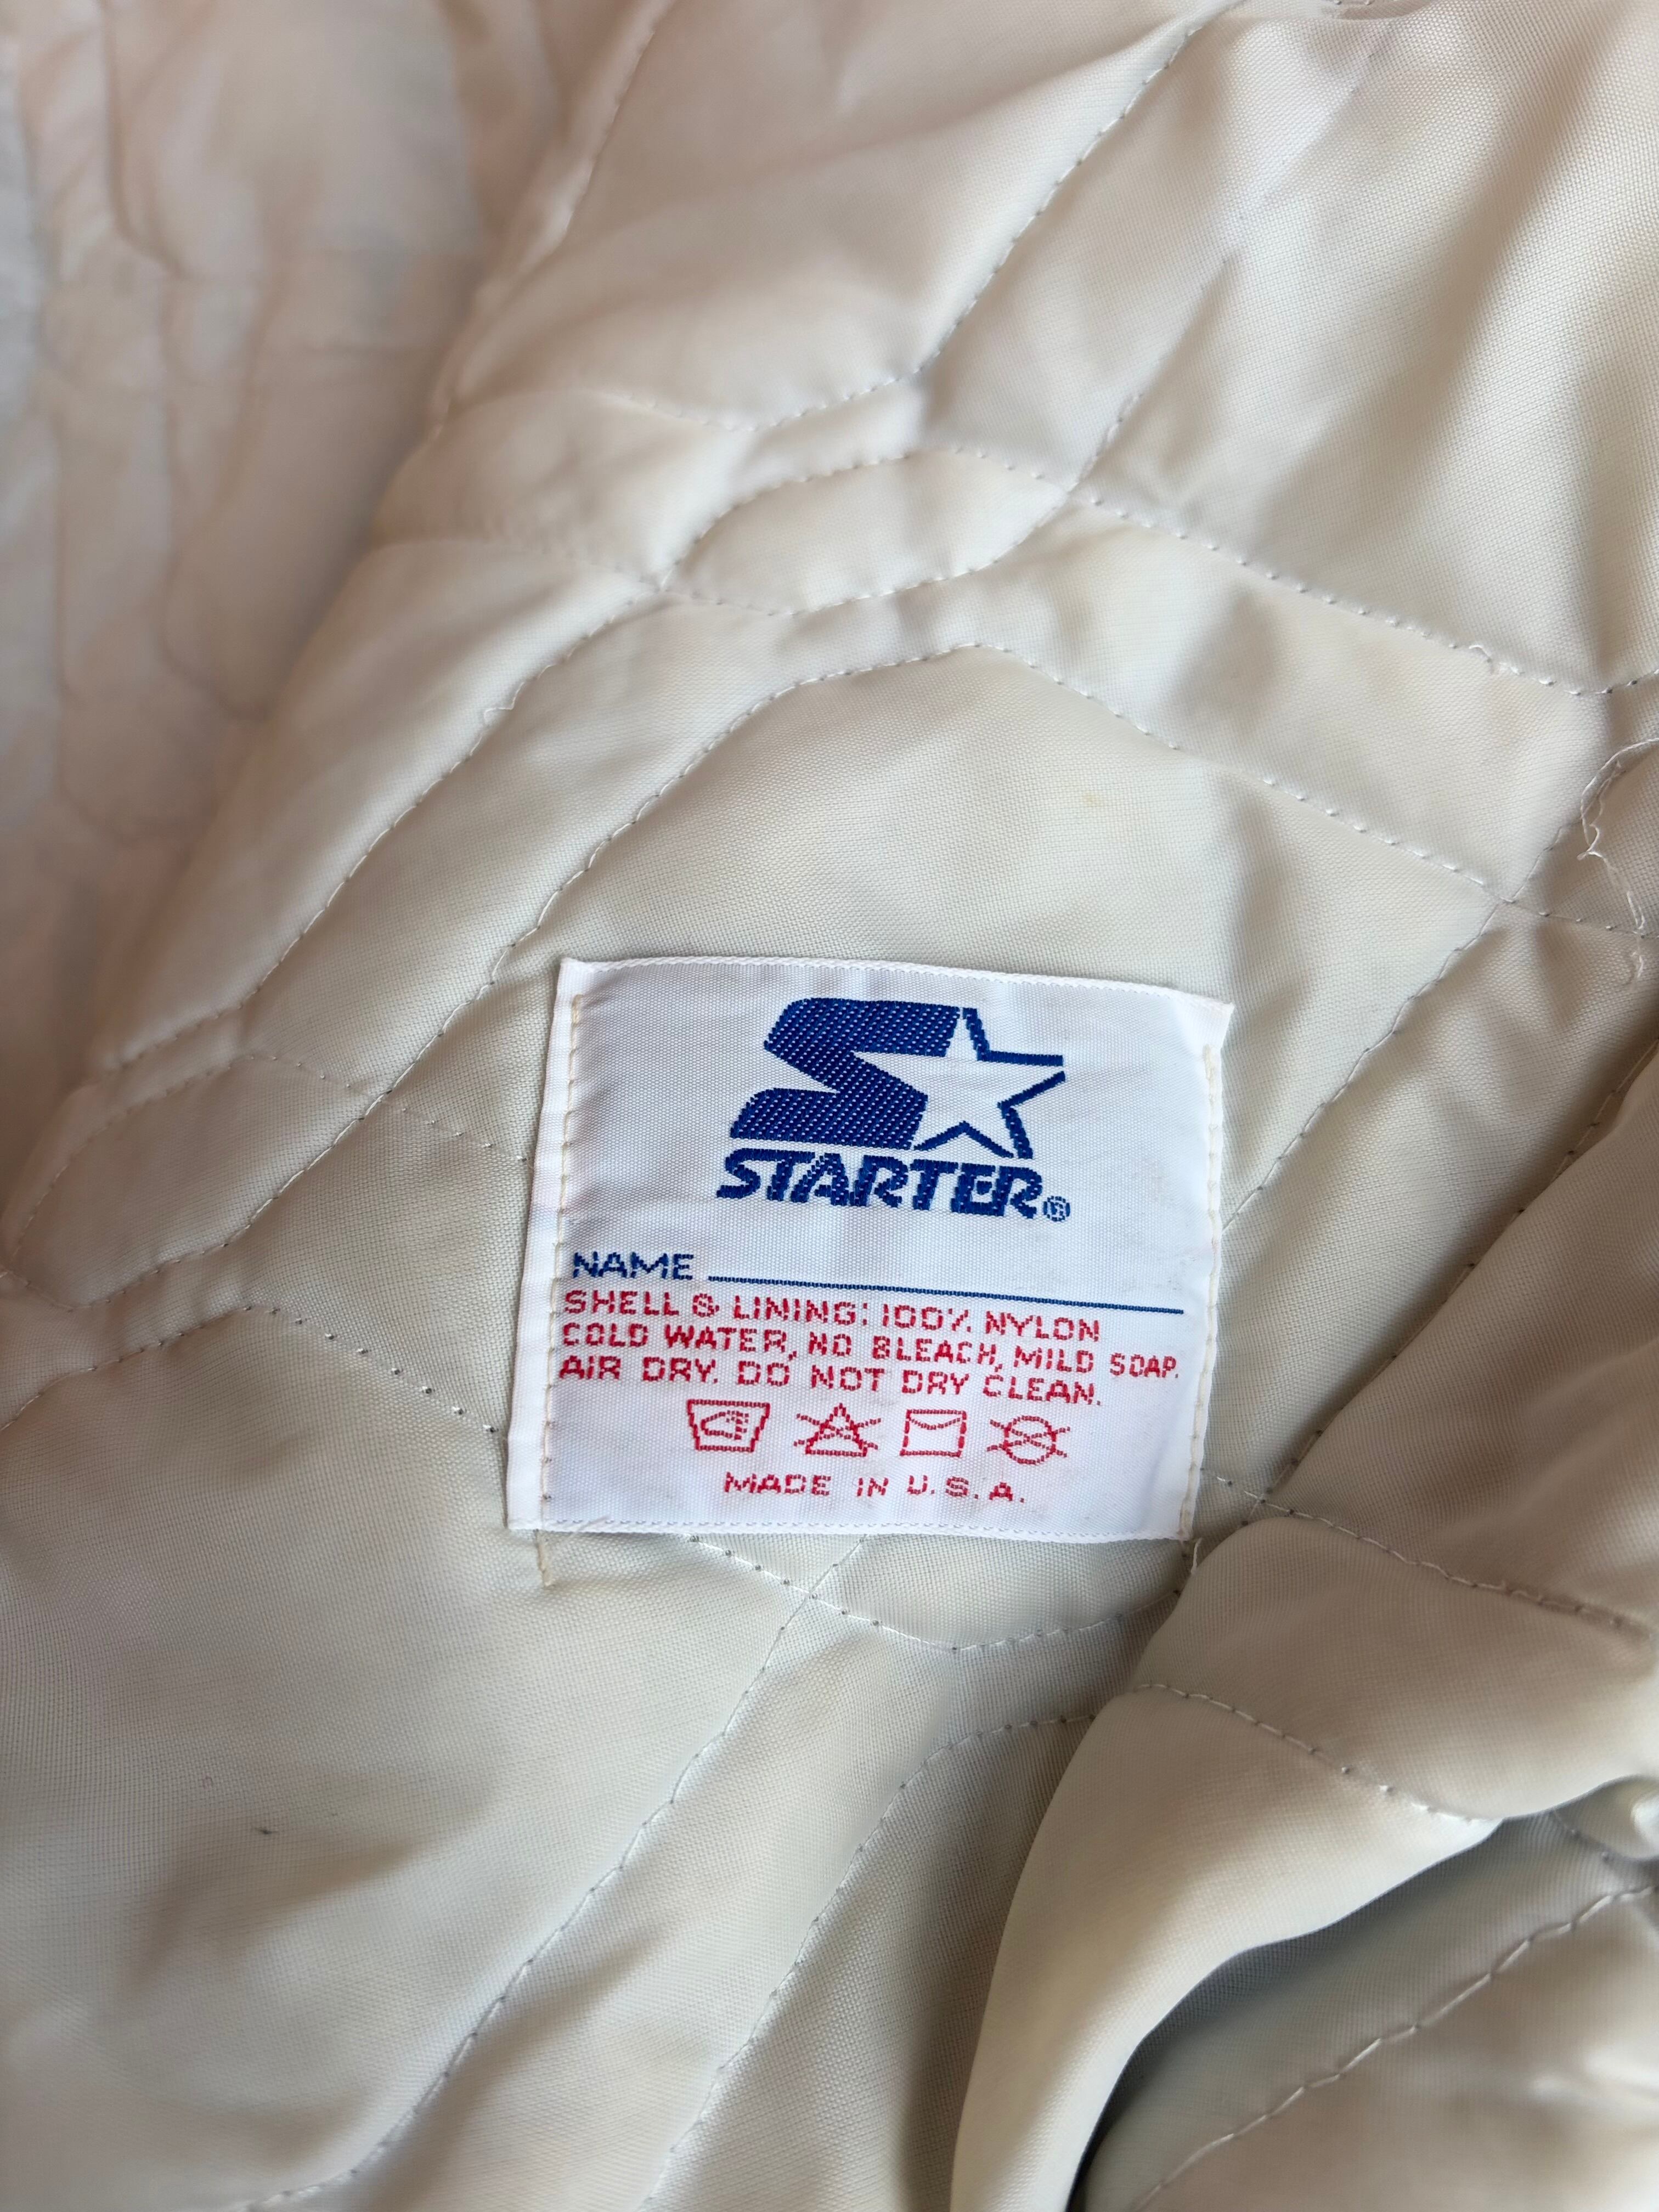 STARTER®
NAME
SHELL & LINING: 100% NYLON
COLD WATER, NO BLEACH, MILD SOAP.
AIR DRY. DO NOT DRY CLEAN.
MADE IN U.S.A.